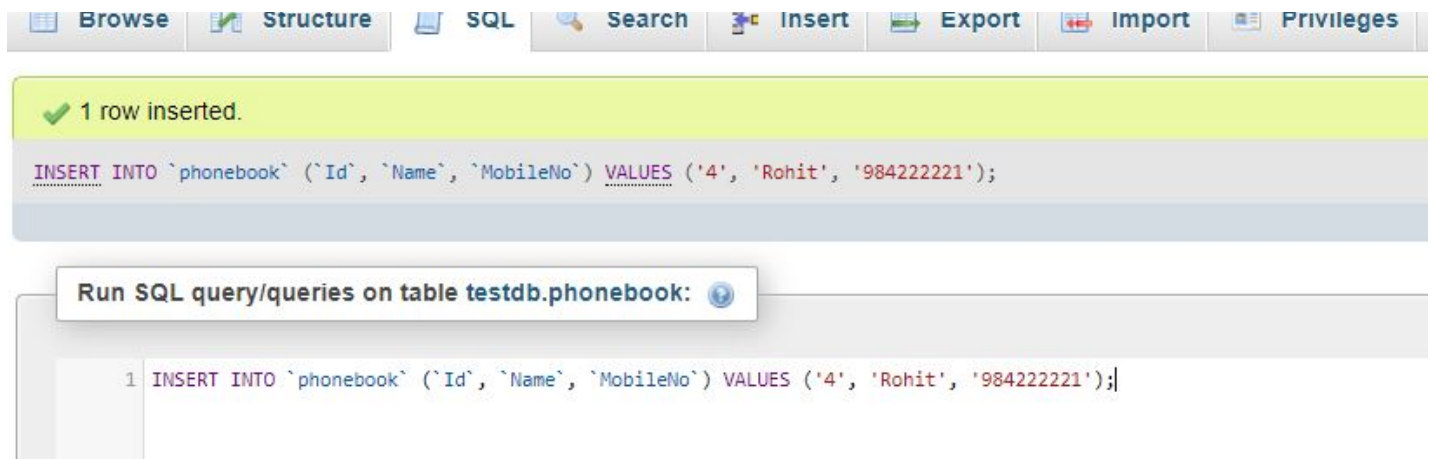 Browse Structure SQL Search Insert Export Import Privileges
1 row inserted.
INSERT INTO `phonebook` (`Id`, `Name`, `MobileNo`) VALUES ('4', 'Rohit', '984222221');
Run SQL query/queries on table testdb.phonebook:
1 INSERT INTO `phonebook` (`Id`, `Name`, `MobileNo`) VALUES ('4', 'Rohit', '984222221');